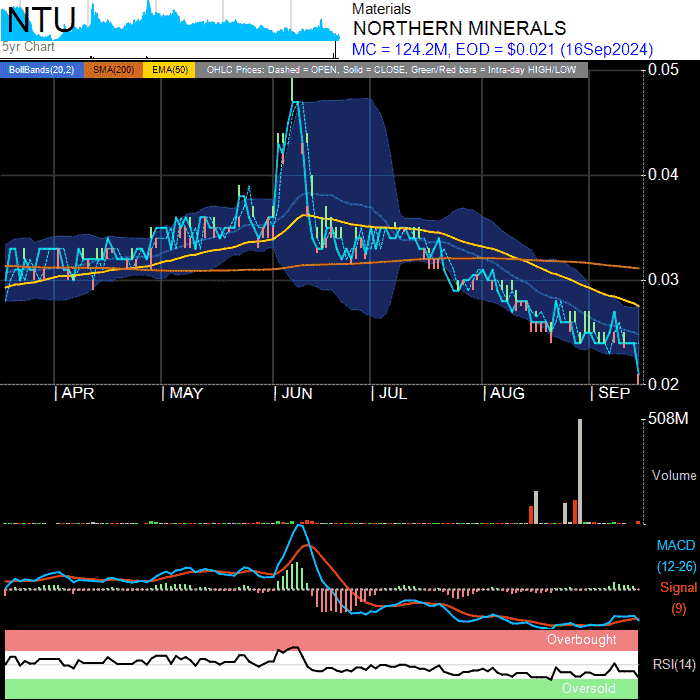 NTU
5yr Chart
Materials
NORTHERN MINERALS
MC = 124.2M, EOD = $0.021 (16Sep2024)
BollBands(20,2) SMA(200) EMA(50) OHLC Prices: Dashed = OPEN, Solid = CLOSE, Green/Red bars = Intra-day HIGH/LOW
0.05
0.04
0.03
0.02
APR MAY JUN JUL AUG SEP
508M
Volume
MACD
(12-26)
Signal
(9)
Overbought
RSI(14)
Oversold